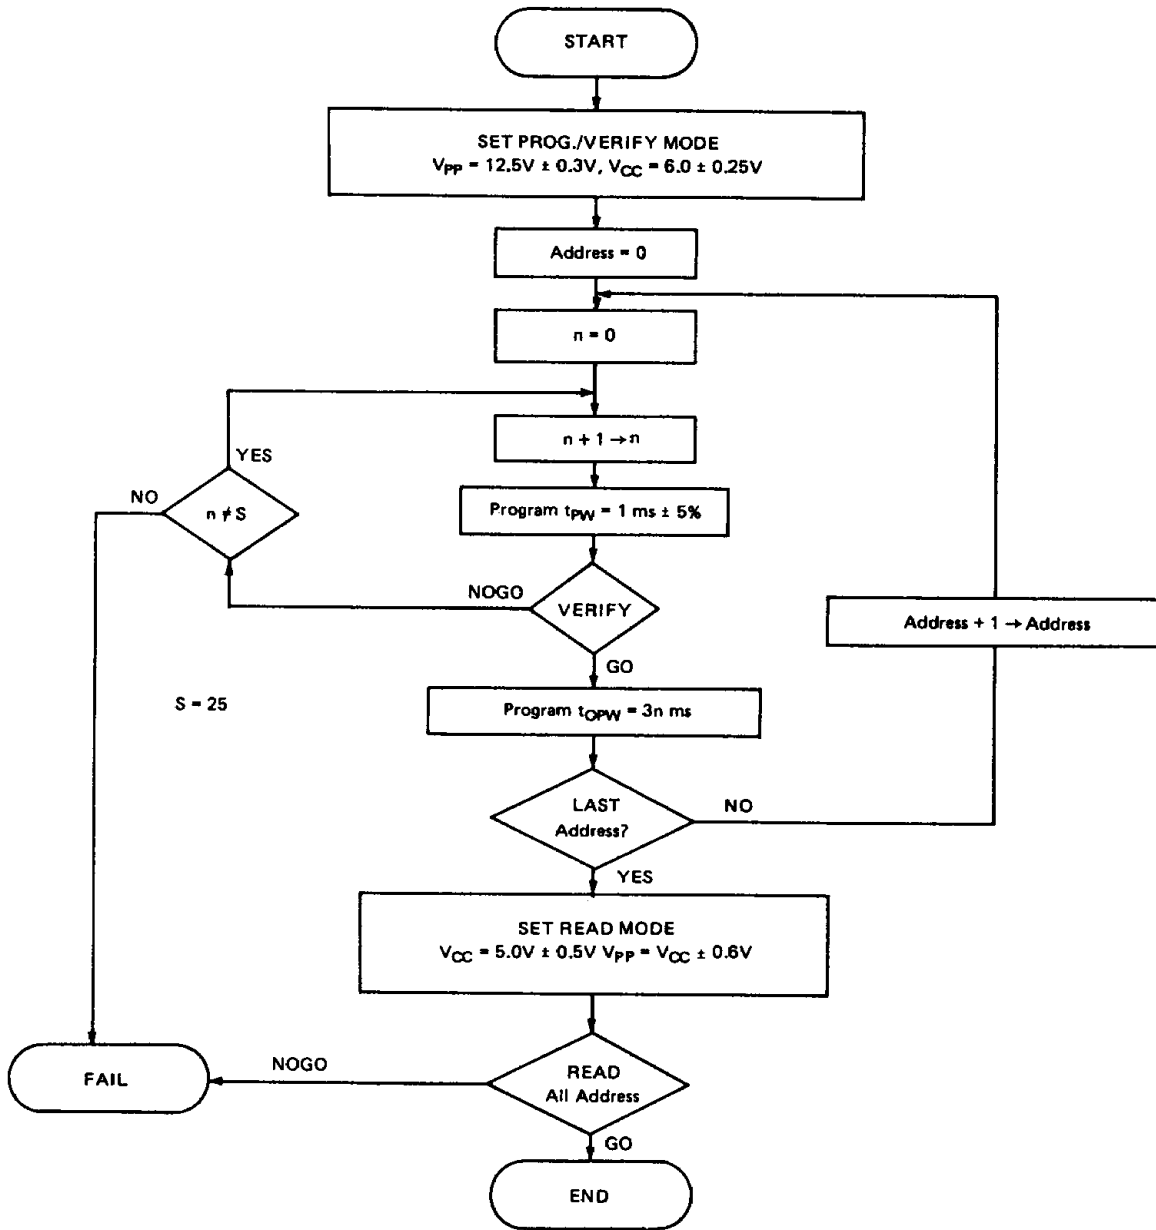 START
SET PROG./VERIFY MODE
VPP = 12.5V ± 0.3V, VCC = 6.0 ± 0.25V
Address = 0
n = 0
n + 1 → n
YES
NO
n ≠ S
Program tPW = 1 ms ± 5%
NOGO
VERIFY
Address + 1 → Address
GO
S = 25
Program tOPW = 3n ms
LAST
Address?
NO
YES
SET READ MODE
VCC = 5.0V ± 0.5V VPP = VCC ± 0.6V
FAIL
NOGO
READ
All Address
GO
END